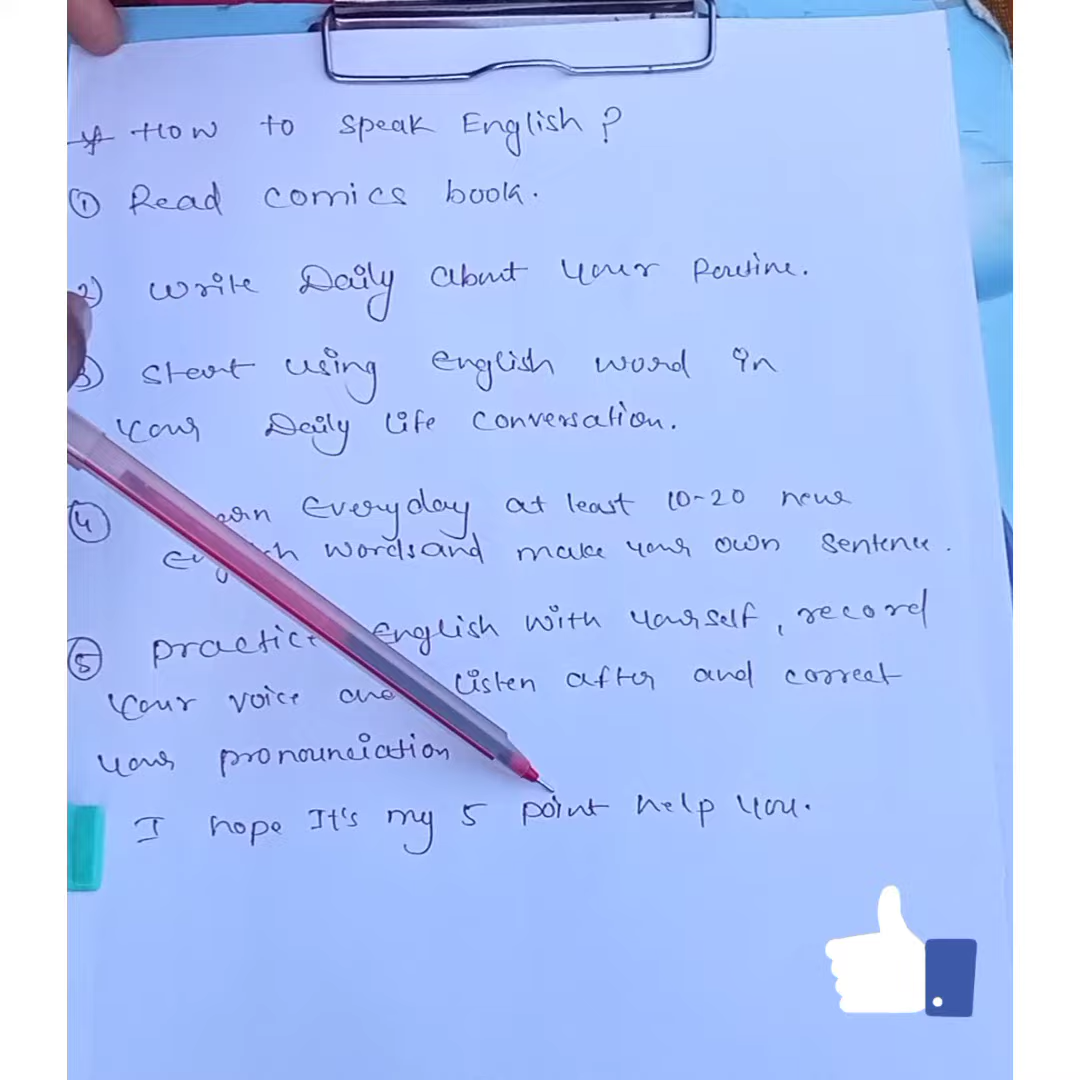 * How to speak English ?
① Read comics book.
2) write Daily about your Routine.
3) start using english word in
your Daily life conversation.
④ Everyday at least 10-20 new
words and make your own sentence.
⑤ practice English with yourself, record
your voice and listen after and correct
your pronounciation
I hope It's my 5 point help you.